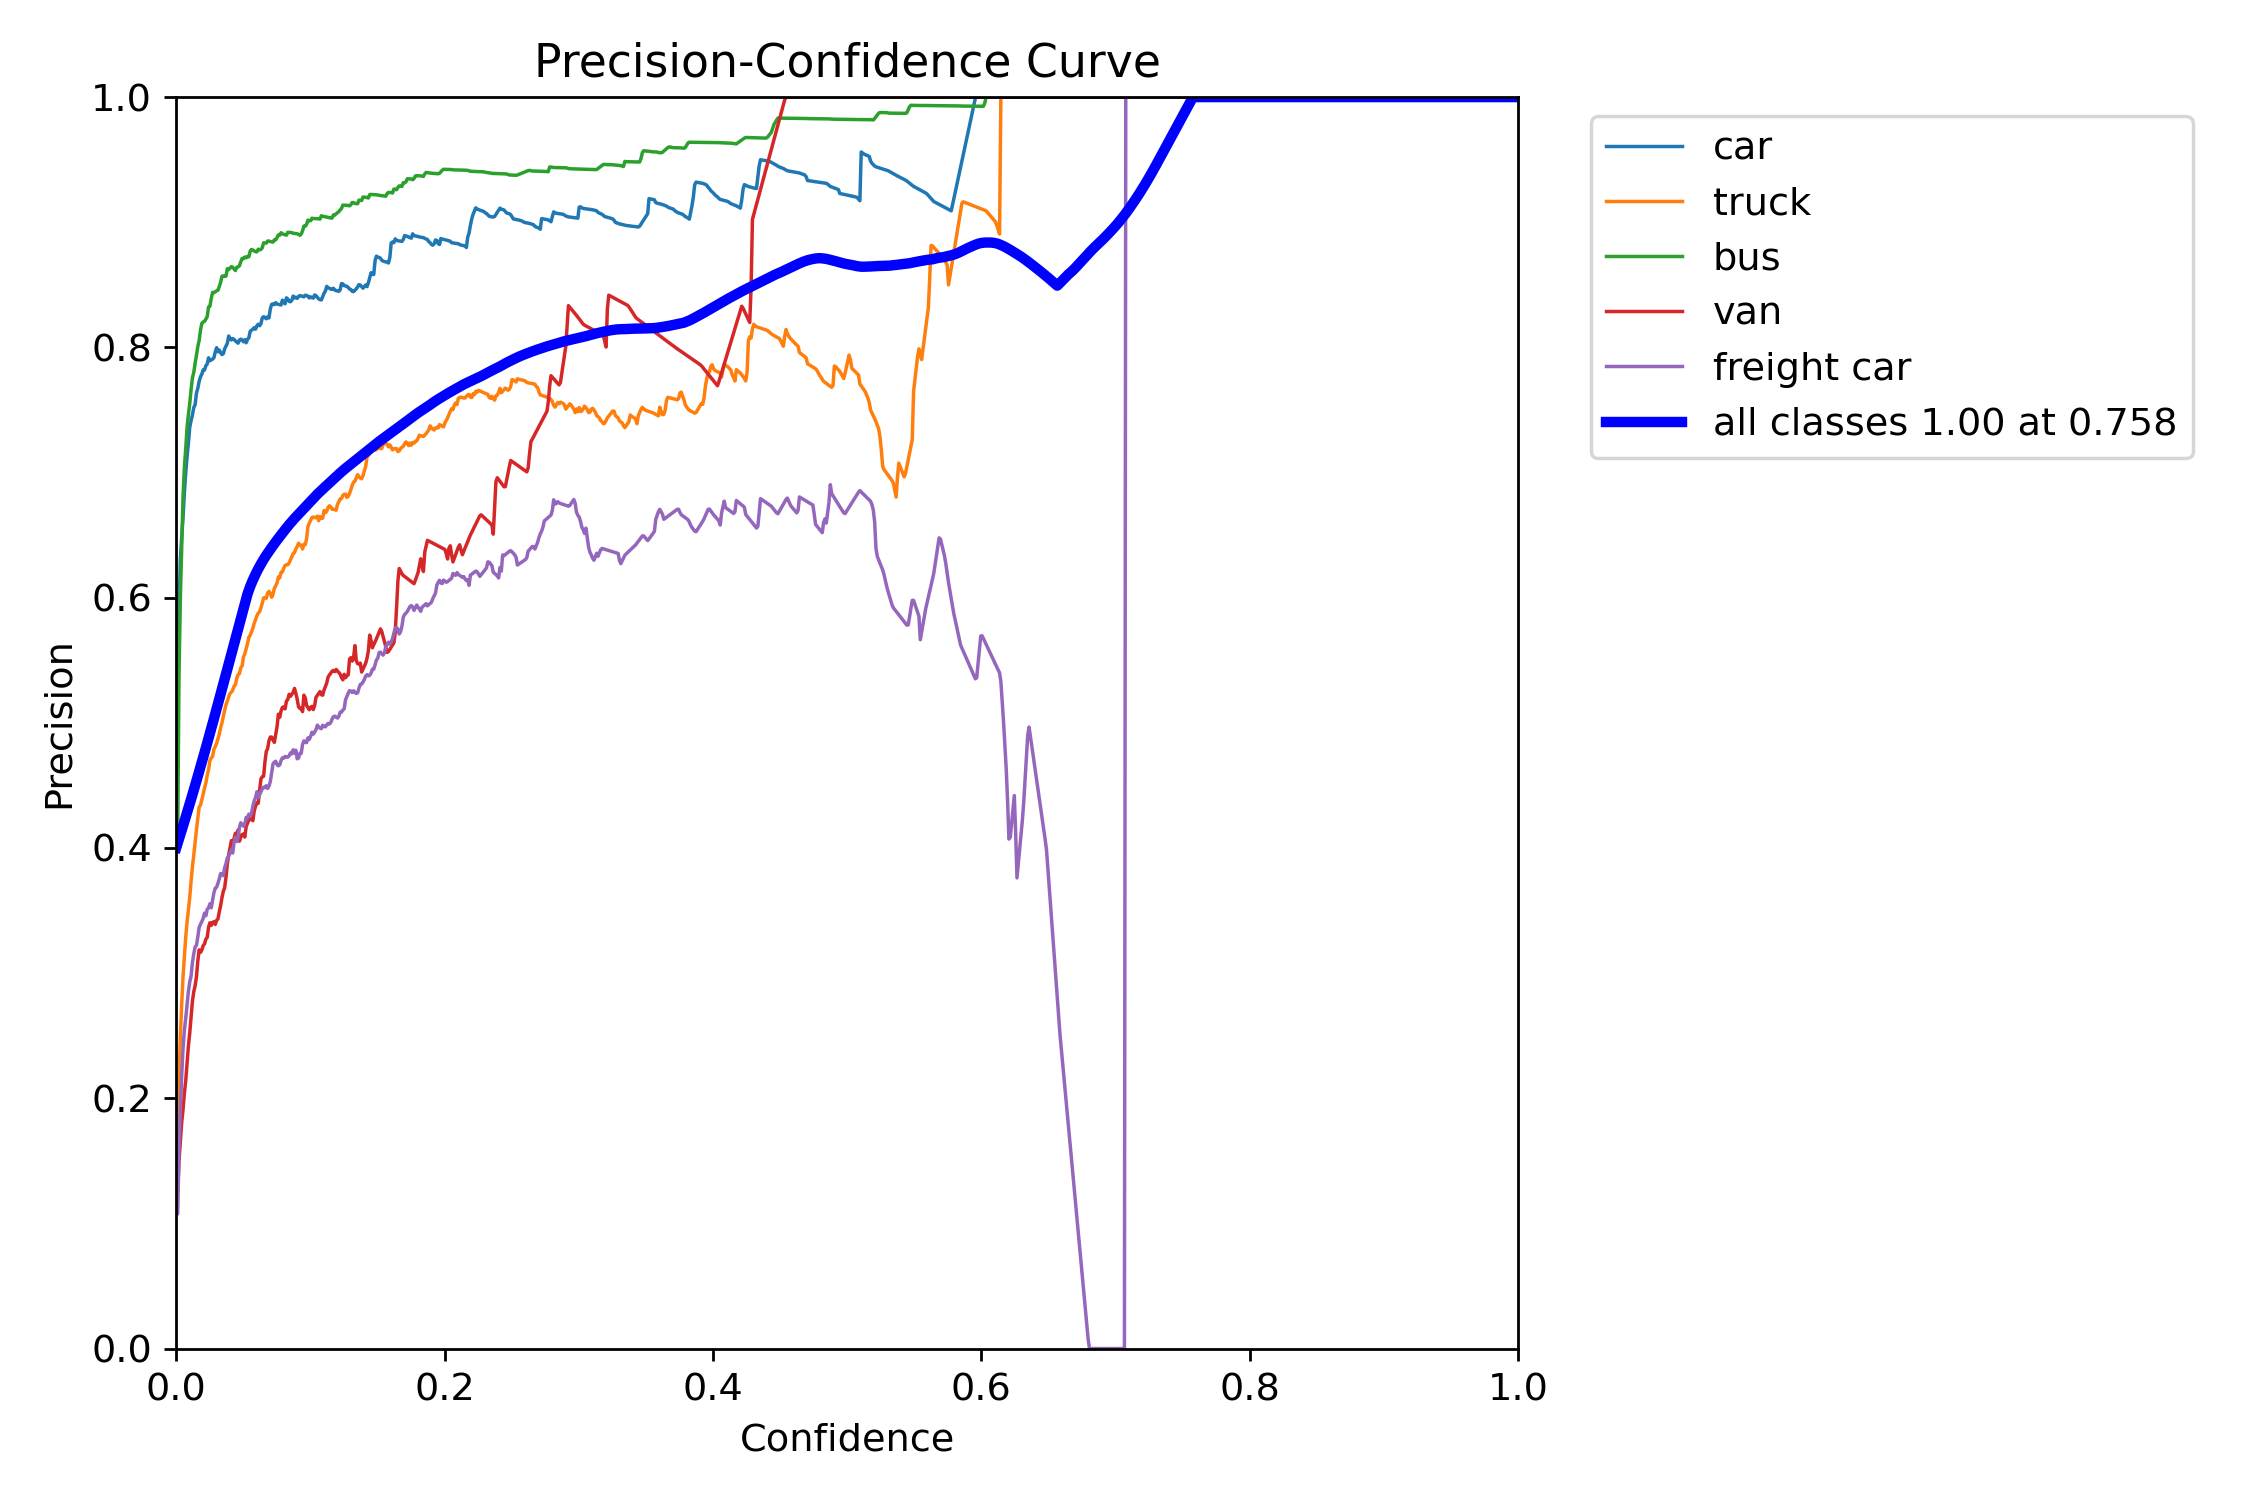 Precision-Confidence Curve
1.0
0.8
0.6
0.4
0.2
0.0
Precision
0.0 0.2 0.4 0.6 0.8 1.0
Confidence
car
truck
bus
van
freight car
all classes 1.00 at 0.758